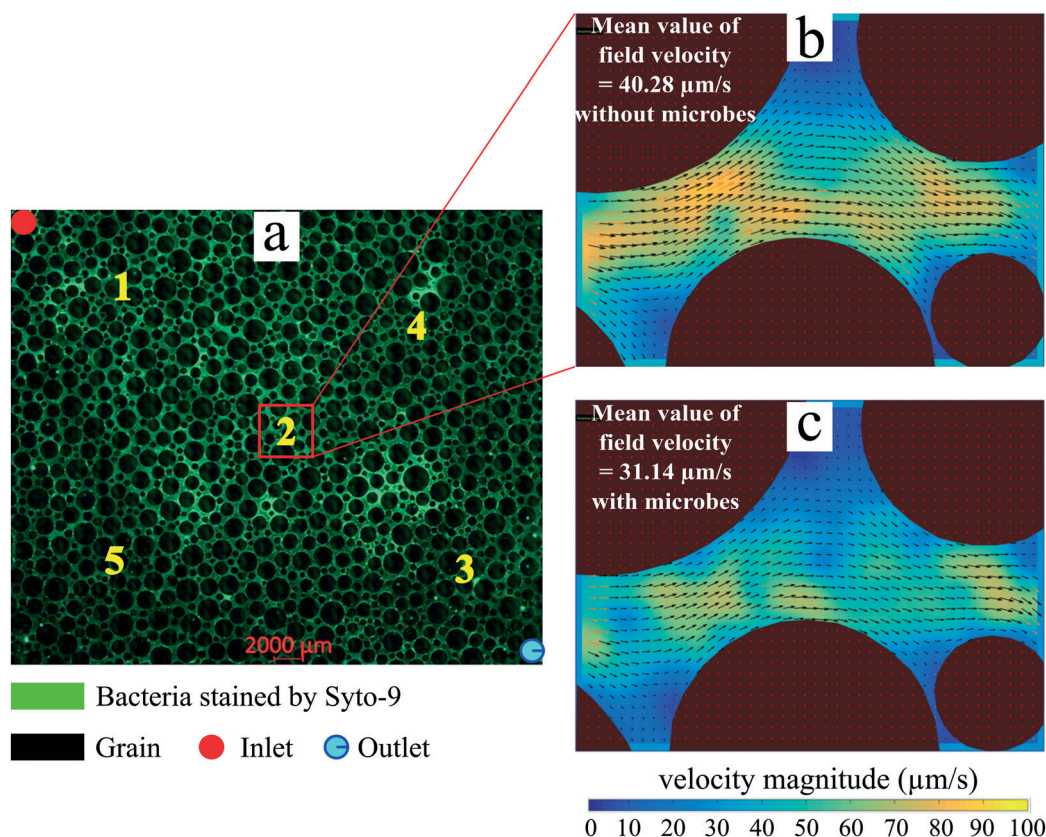 a
1
4
2
5
3
2000 µm
Bacteria stained by Syto-9
Grain
Inlet
Outlet
b
Mean value of
field velocity
= 40.28 µm/s
without microbes
c
Mean value of
field velocity
= 31.14 µm/s
with microbes
velocity magnitude (µm/s)
0 10 20 30 40 50 60 70 80 90 100